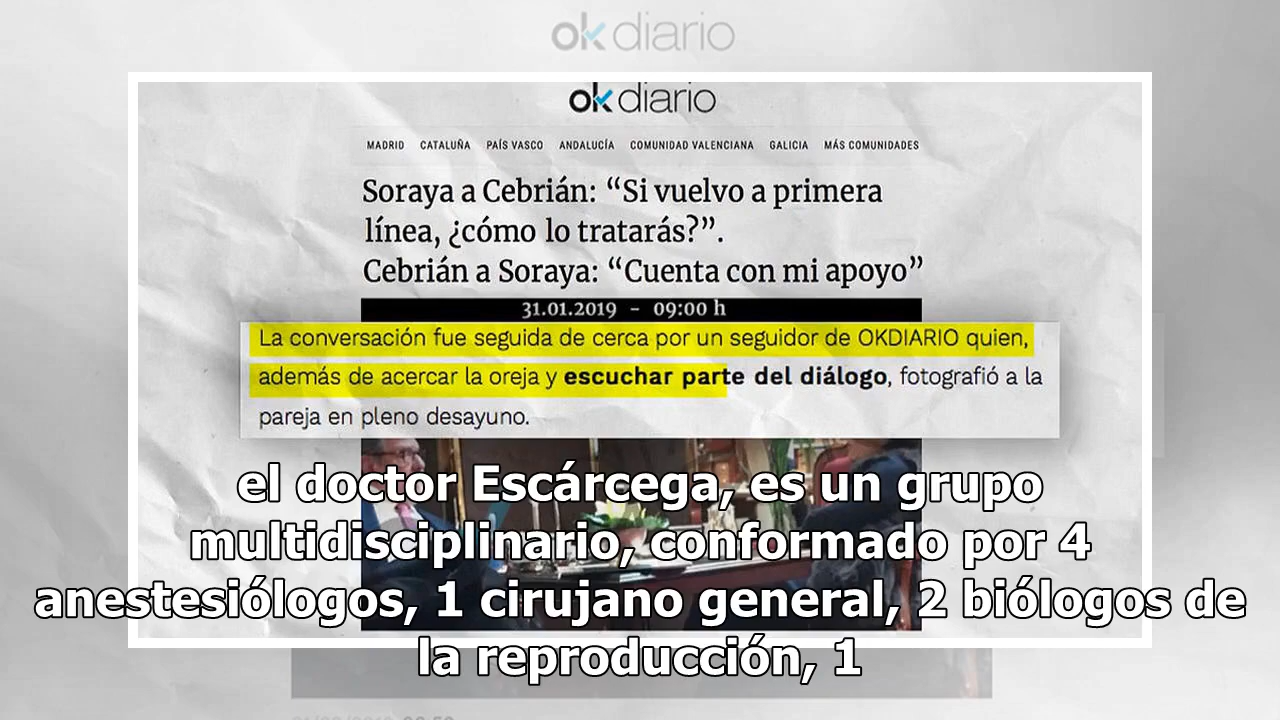 ok diario
ok diario
MADRID CATALUÑA PAÍS VASCO ANDALUCÍA COMUNIDAD VALENCIANA GALICIA MÁS COMUNIDADES
Soraya a Cebrián: “Si vuelvo a primera
línea, ¿cómo lo tratarás?”.
Cebrián a Soraya: “Cuenta con mi apoyo”
31.01.2019 - 09:00 h
La conversación fue seguida de cerca por un seguidor de OKDIARIO quien,
además de acercar la oreja y escuchar parte del diálogo, fotografió a la
pareja en pleno desayuno.
el doctor Escárcega, es un grupo
multidisciplinario, conformado por 4
anestesiólogos, 1 cirujano general, 2 biólogos de
la reproducción, 1